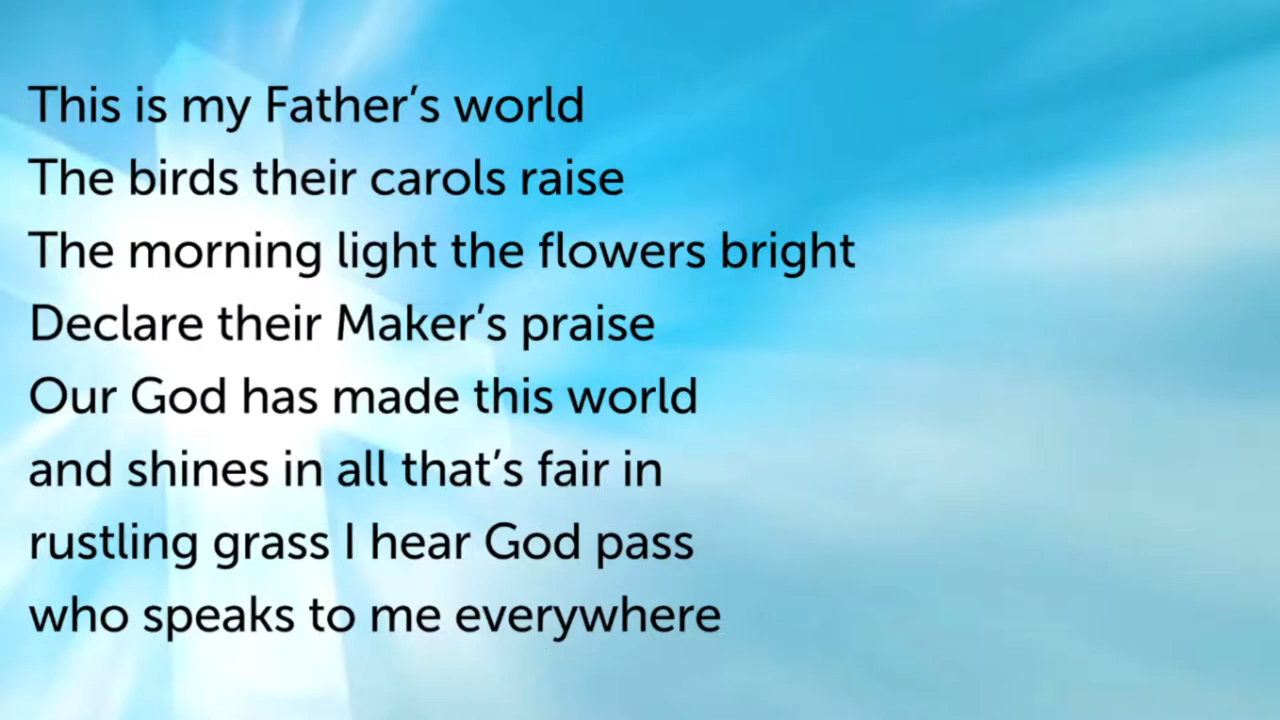 This is my Father’s world
The birds their carols raise
The morning light the flowers bright
Declare their Maker’s praise
Our God has made this world
and shines in all that’s fair in
rustling grass I hear God pass
who speaks to me everywhere